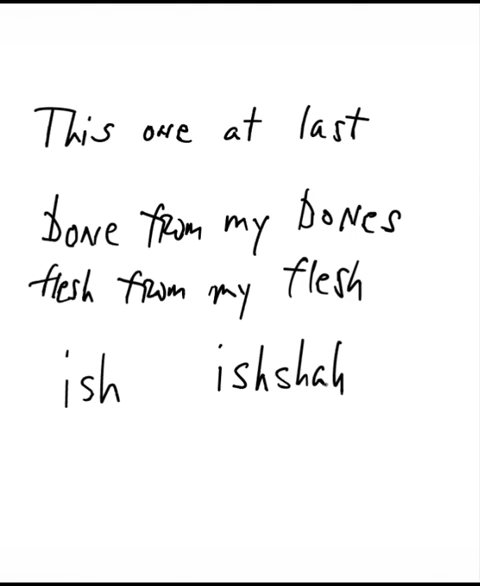 This one at last
bone from my bones
flesh from my flesh
ish ishshah